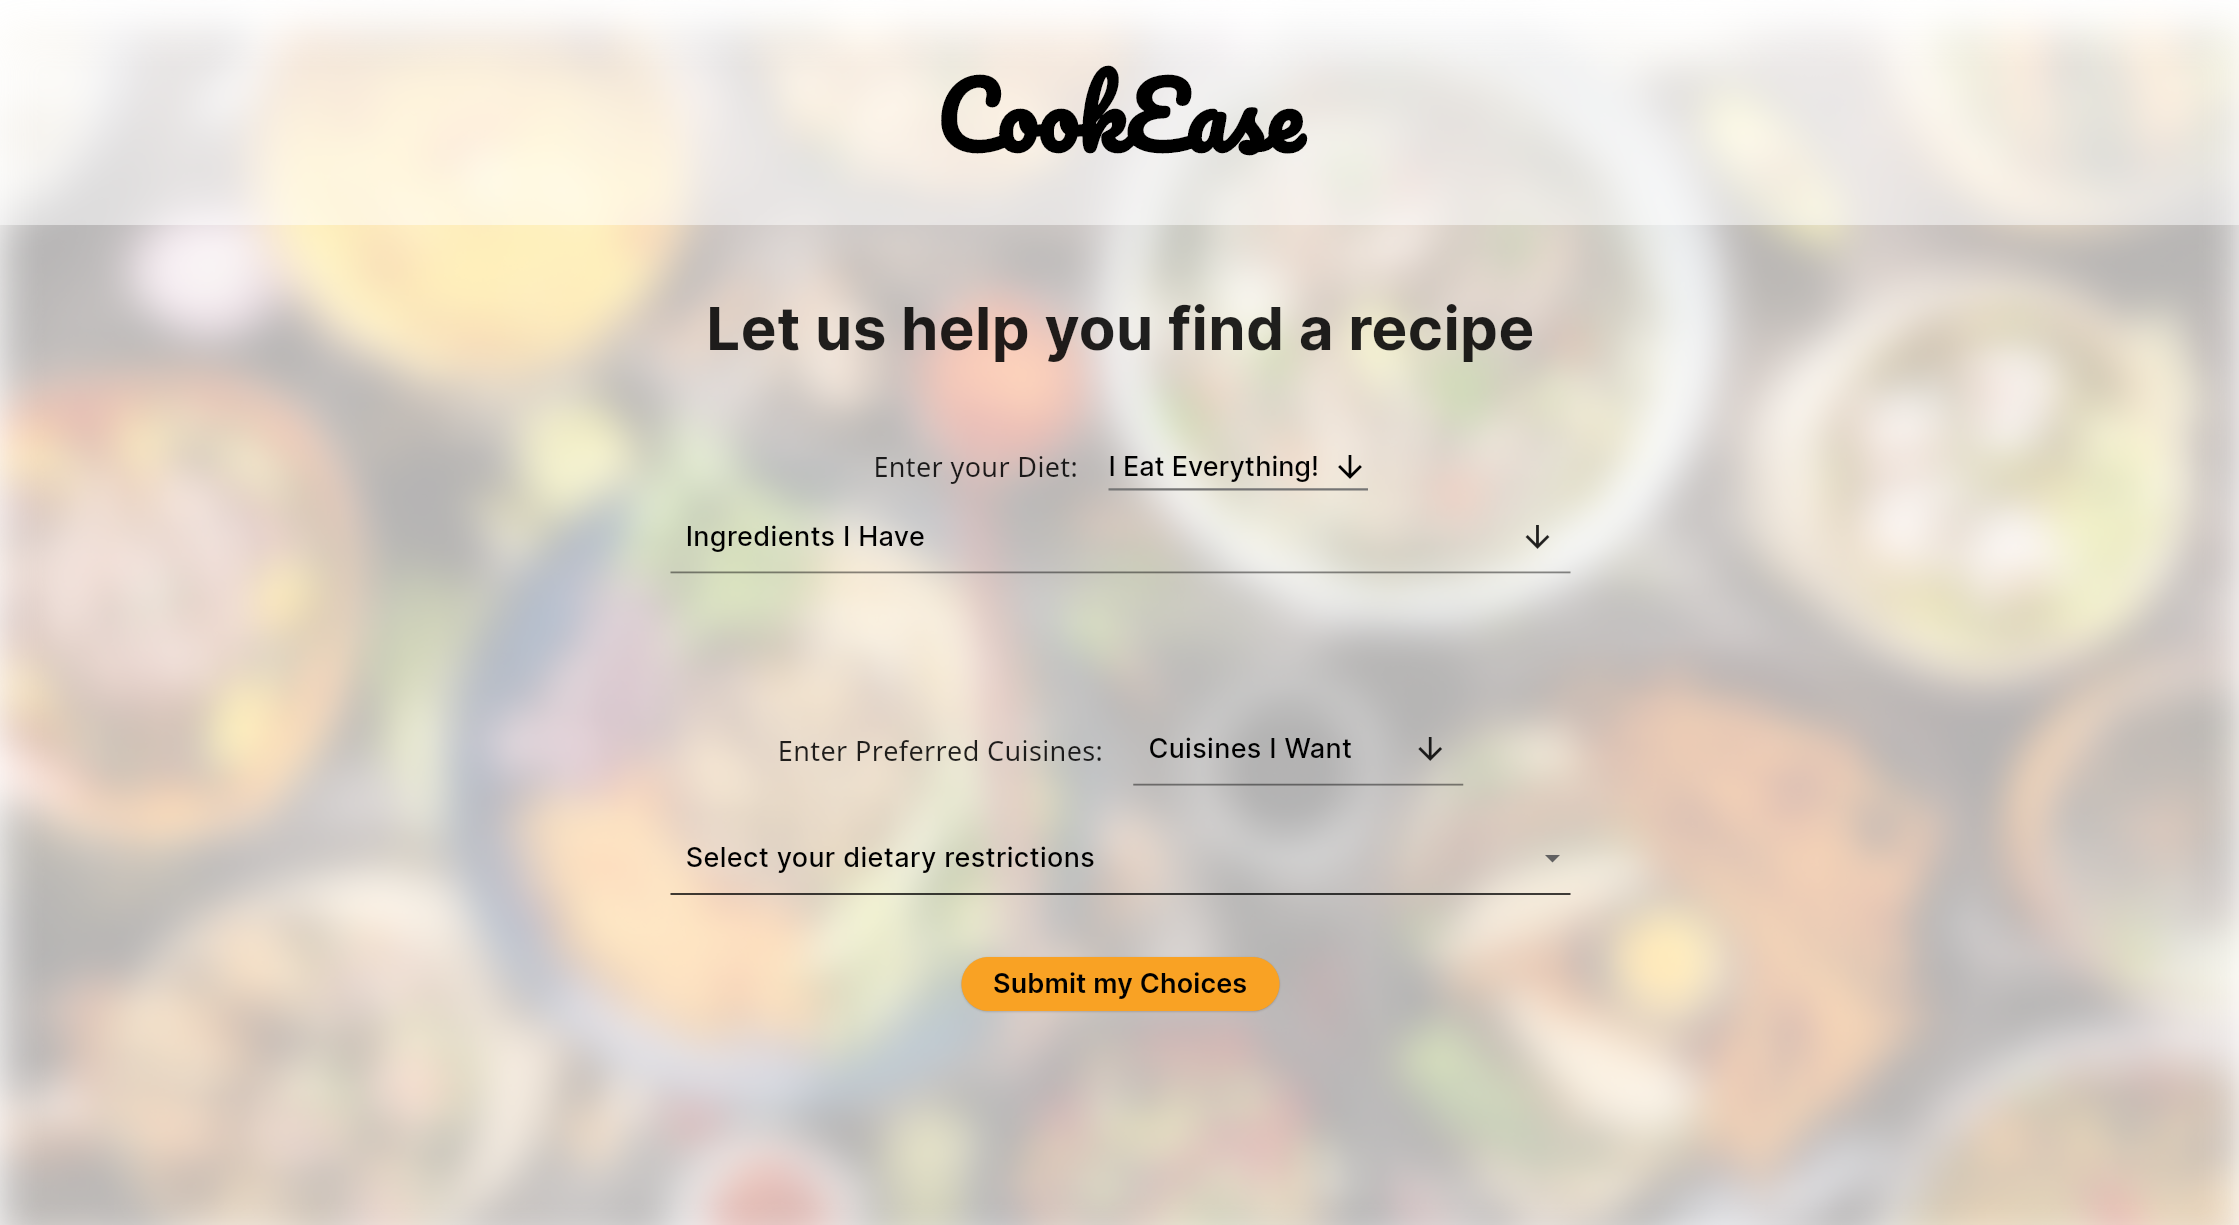 CookEase
Let us help you find a recipe
Enter your Diet: I Eat Everything!
Ingredients I Have
Enter Preferred Cuisines: Cuisines I Want
Select your dietary restrictions
Submit my Choices